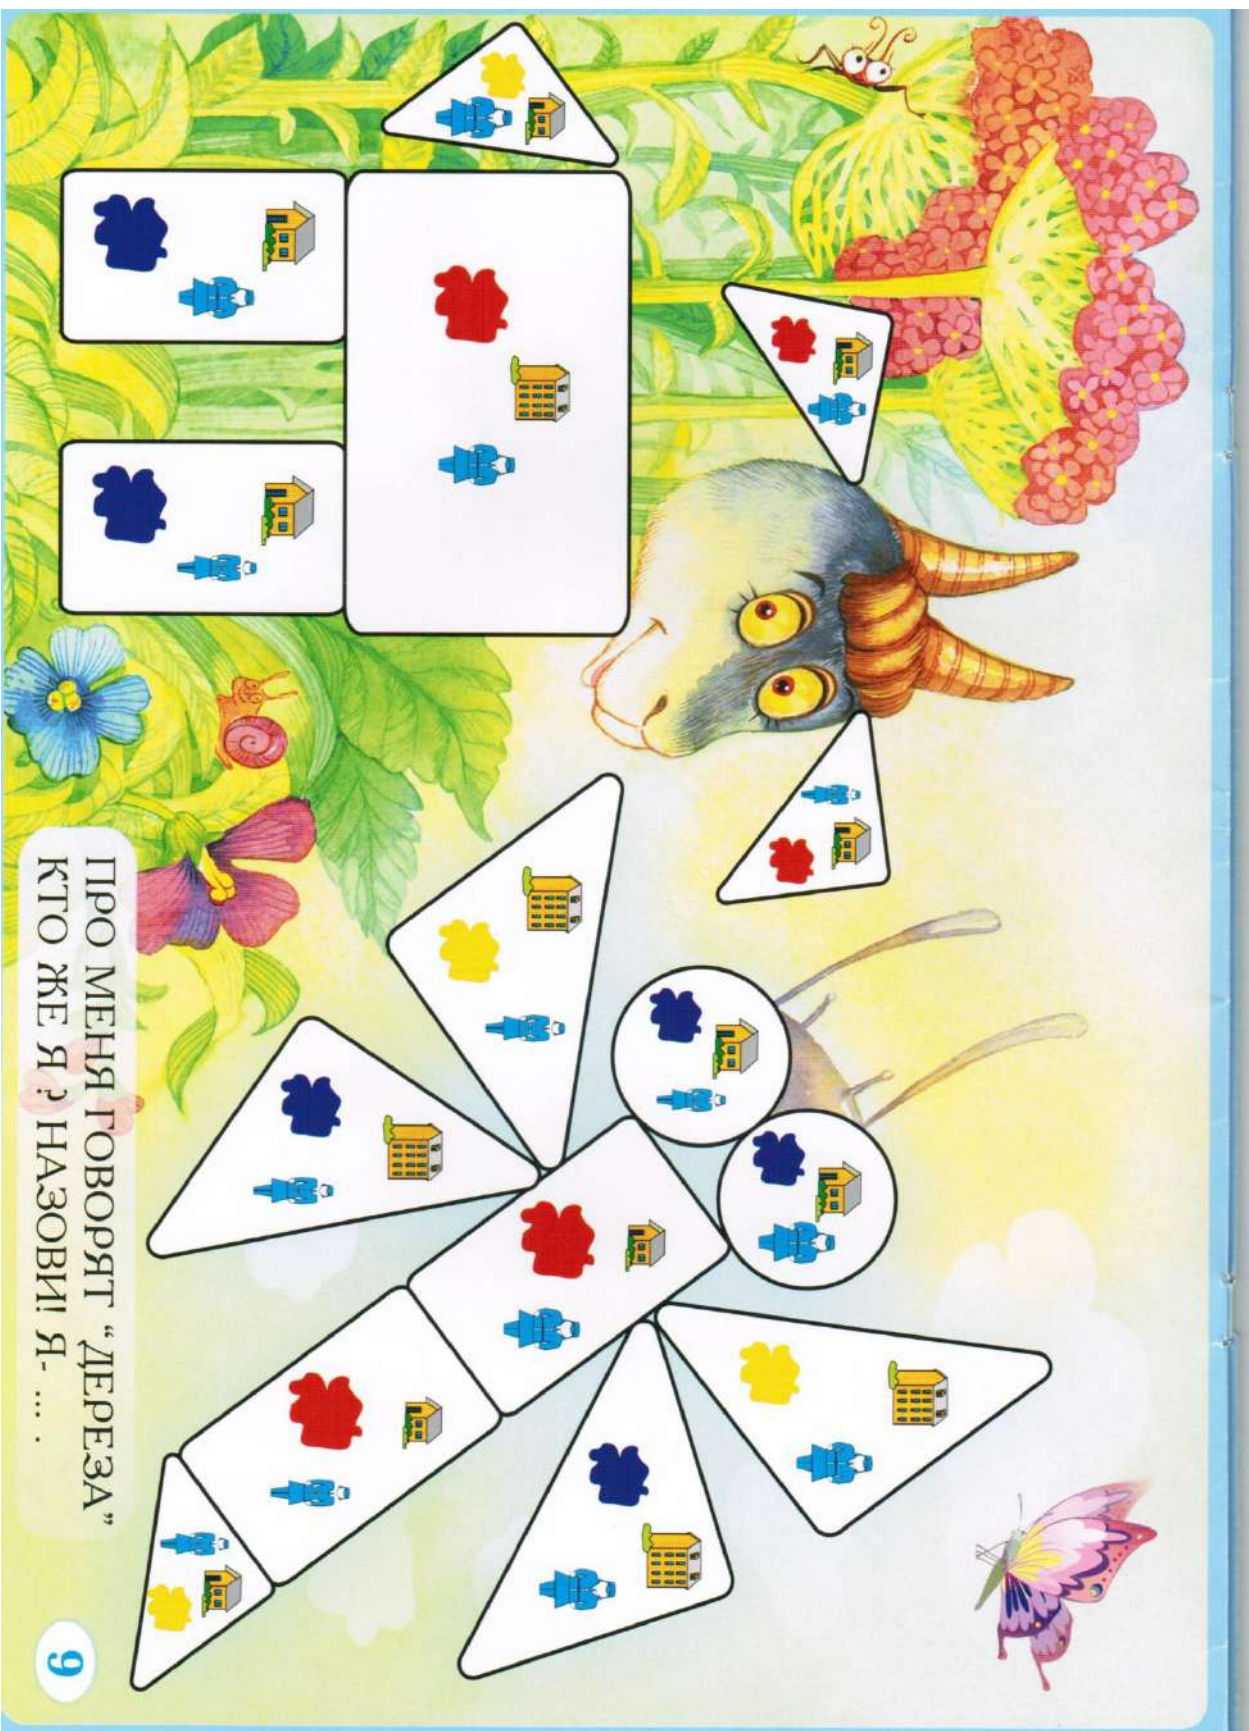 ПРО МЕНЯ ГОВОРЯТ “ДЕРЕЗА”
КТО ЖЕ Я? НАЗОВИ! Я- ... .
9